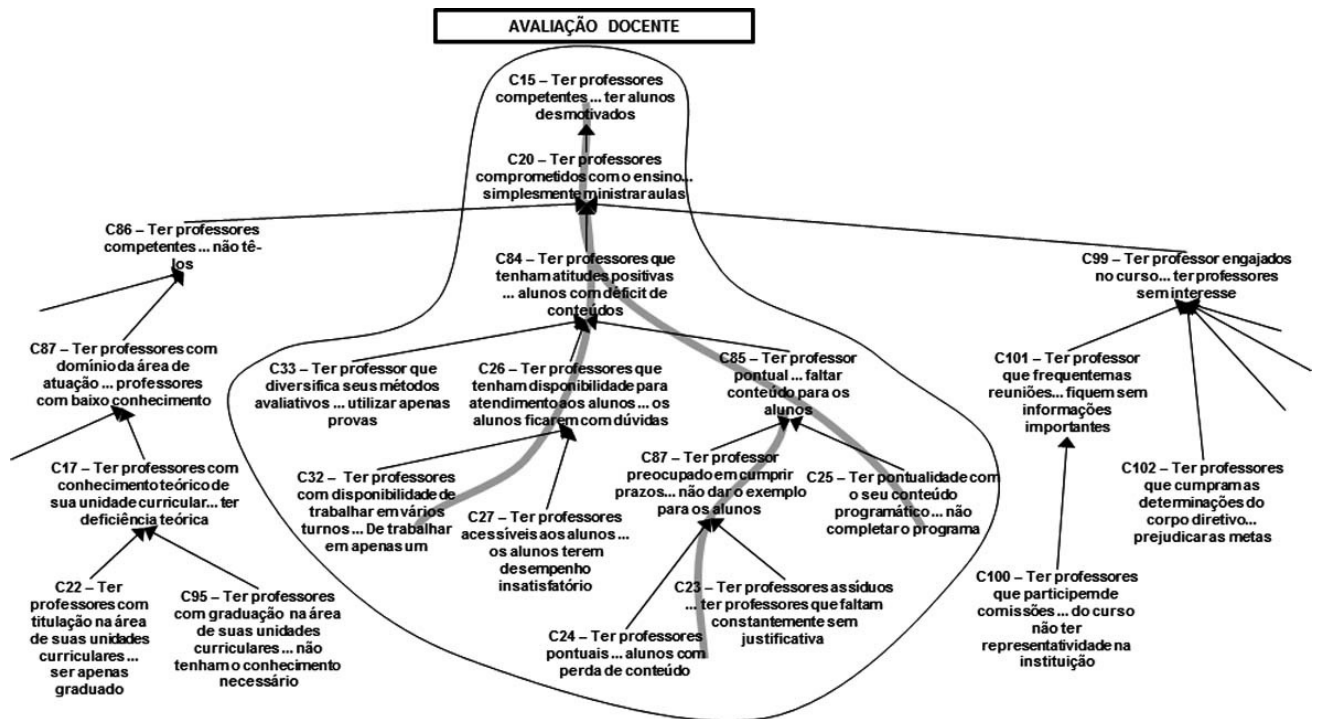 AVALIAÇÃO DOCENTE
C15 – Ter professores
competentes ... ter alunos
desmotivados
C20 – Ter professores
comprometidos com o ensino...
simplesmente ministrar aulas
C86 – Ter professores
competentes ... não tê-
los
C84 – Ter professores que
tenham atitudes positivas
... alunos com déficit de
conteúdos
C99 – Ter professor engajados
no curso... ter professores
sem interesse
C87 – Ter professores com
domínio da área de
atuação ... professores
com baixo conhecimento
C33 – Ter professor que
diversifica seus métodos
avaliativos ... utilizar apenas
provas
C26 – Ter professores que
tenham disponibilidade para
atendimento aos alunos ... os
alunos ficarem com dúvidas
C85 – Ter professor
pontual ... faltar
conteúdo para os
alunos
C101 – Ter professor
que frequentem as
reuniões... fiquem sem
informações
importantes
C17 – Ter professores com
conhecimento teórico de
sua unidade curricular... ter
deficiência teórica
C32 – Ter professores
com disponibilidade de
trabalhar em vários
turnos ... De trabalhar
em apenas um
C27 – Ter professores
acessíveis aos alunos ...
os alunos terem
desempenho
insatisfatório
C87 – Ter professor
preocupado em cumprir
prazos... não dar o exemplo
para os alunos
C25 – Ter pontualidade com
o seu conteúdo
programático ... não
completar o programa
C102 – Ter professores
que cumpram as
determinações do
corpo diretivo...
prejudicar as metas
C22 – Ter
professores com
titulação na área
de suas unidades
curriculares ...
ser apenas
graduado
C95 – Ter professores
com graduação na área
de suas unidades
curriculares ... não
tenham o conhecimento
necessário
C24 – Ter professores
pontuais ... alunos com
perda de conteúdo
C23 – Ter professores assíduos
... ter professores que faltam
constantemente sem
justificativa
C100 – Ter professores
que participem de
comissões ... do curso
não ter
representatividade na
instituição